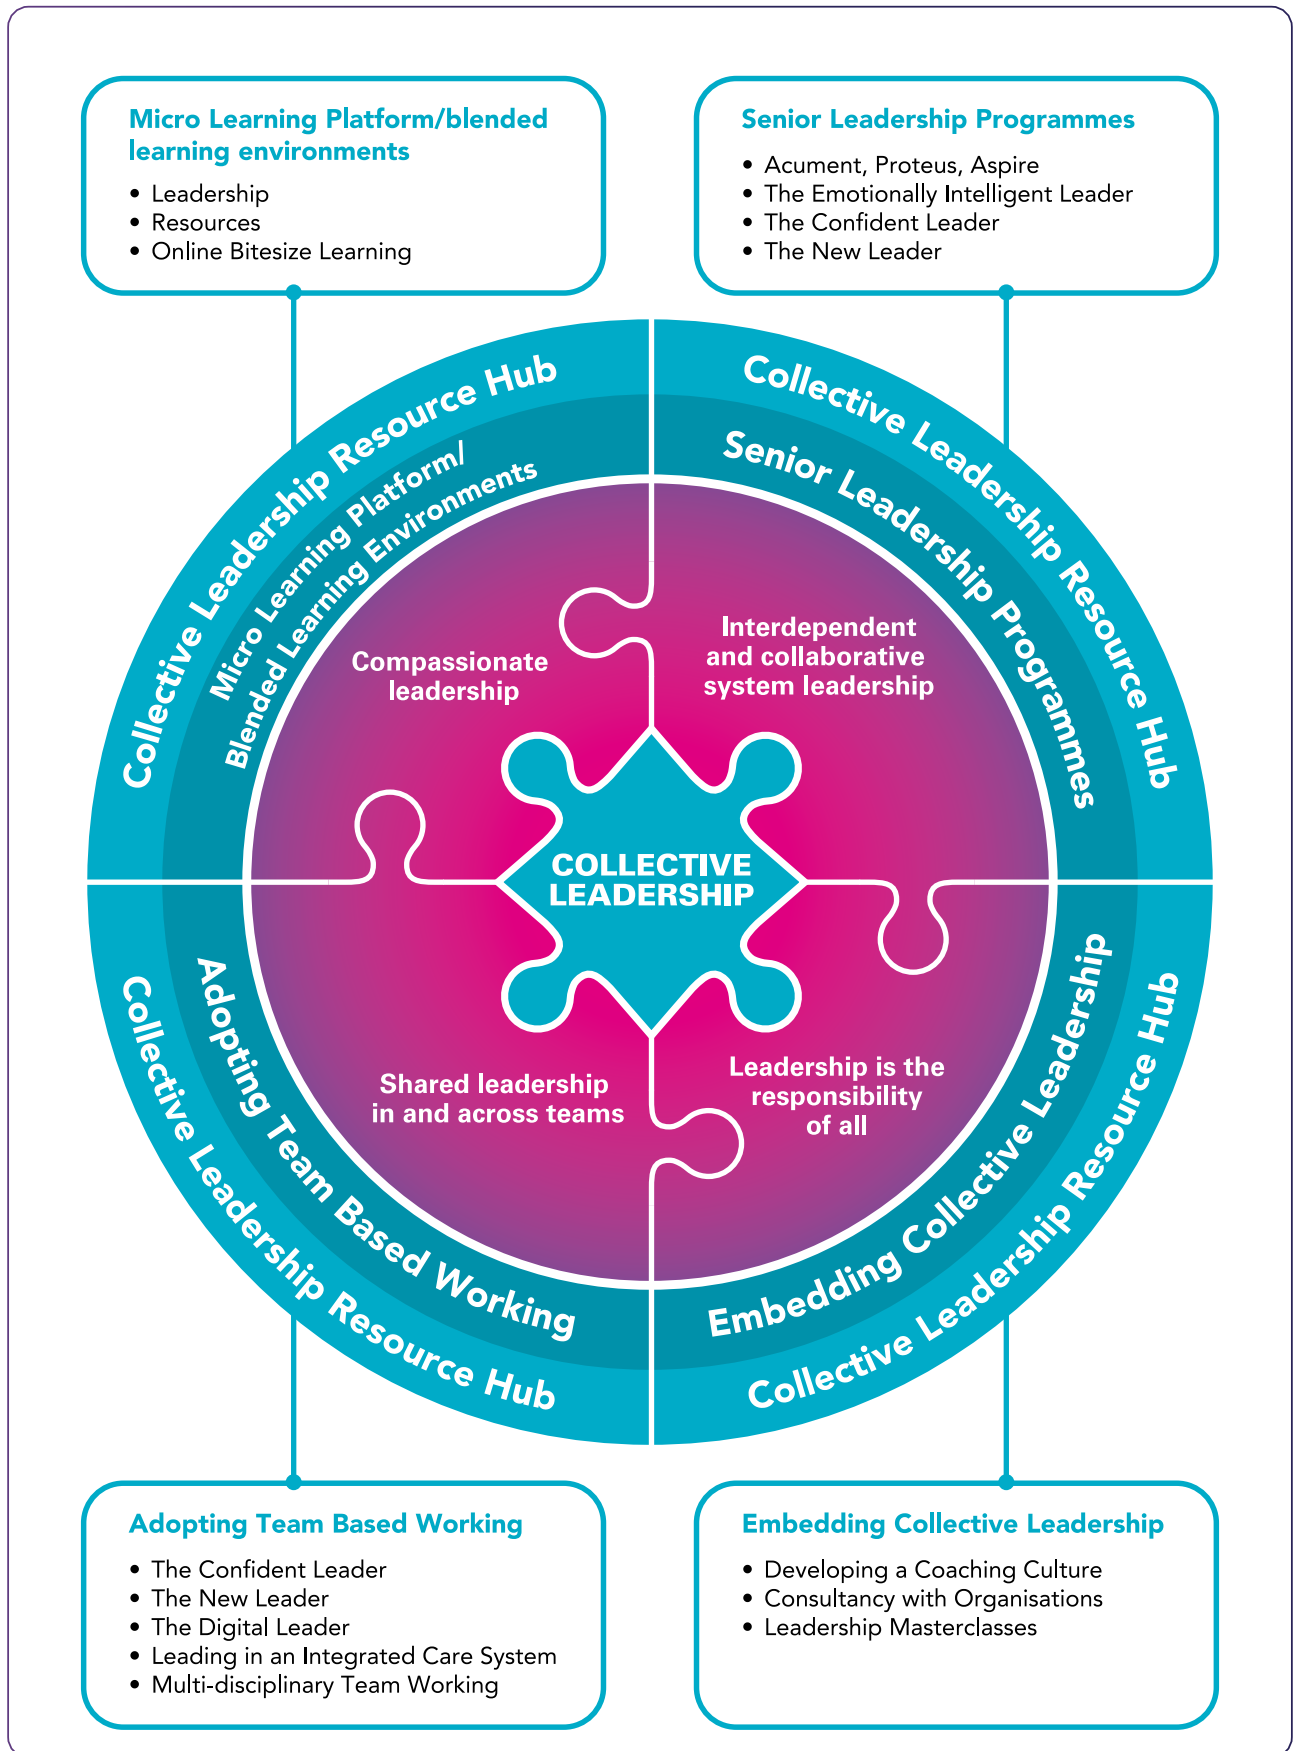 Micro Learning Platform/blended
learning environments
• Leadership
• Resources
• Online Bitesize Learning
Senior Leadership Programmes
• Acument, Proteus, Aspire
• The Emotionally Intelligent Leader
• The Confident Leader
• The New Leader
Collective Leadership Resource Hub
Micro Learning Platform/
Blended Learning Environments
Collective Leadership Resource Hub
Senior Leadership Programmes
Compassionate
leadership
Interdependent
and collaborative
system leadership
COLLECTIVE
LEADERSHIP
Shared leadership
in and across teams
Leadership is the
responsibility
of all
Adopting Team Based Working
Collective Leadership Resource Hub
Embedding Collective Leadership
Collective Leadership Resource Hub
Adopting Team Based Working
• The Confident Leader
• The New Leader
• The Digital Leader
• Leading in an Integrated Care System
• Multi-disciplinary Team Working
Embedding Collective Leadership
• Developing a Coaching Culture
• Consultancy with Organisations
• Leadership Masterclasses